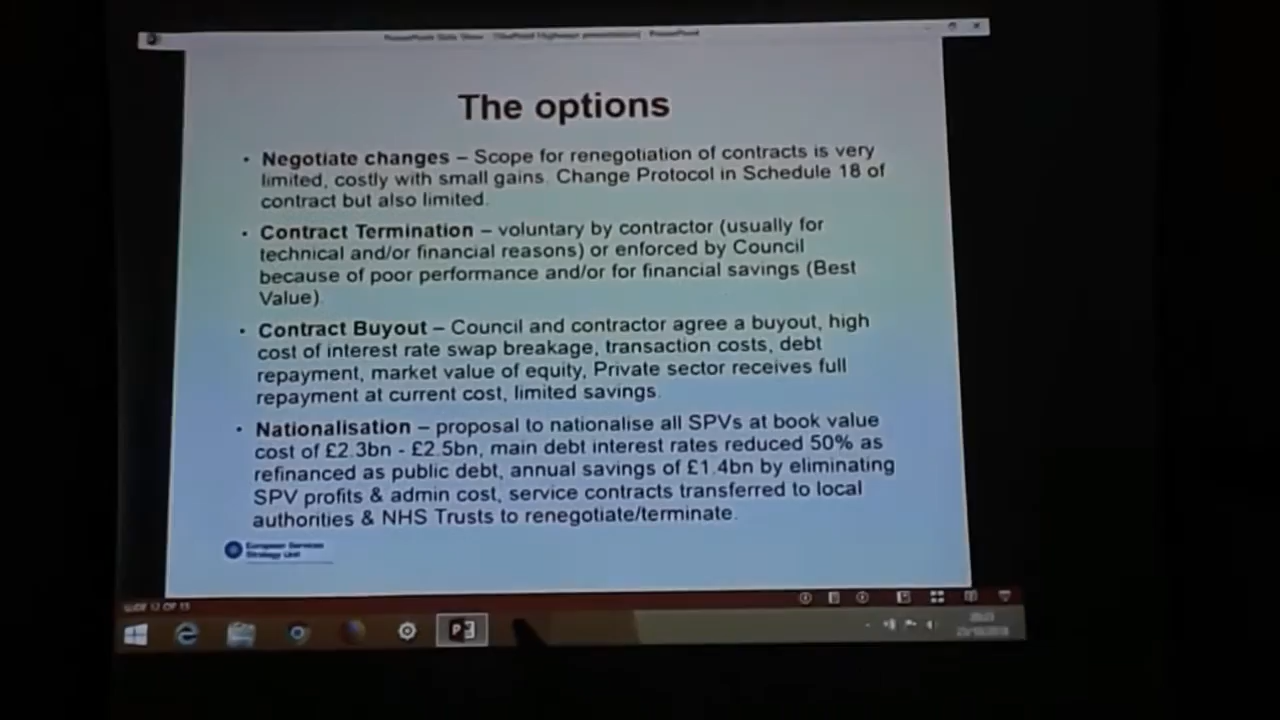 The options
• Negotiate changes – Scope for renegotiation of contracts is very
limited, costly with small gains. Change Protocol in Schedule 18 of
contract but also limited.
• Contract Termination – voluntary by contractor (usually for
technical and/or financial reasons) or enforced by Council
because of poor performance and/or for financial savings (Best
Value).
• Contract Buyout – Council and contractor agree a buyout, high
cost of interest rate swap breakage, transaction costs, debt
repayment, market value of equity, Private sector receives full
repayment at current cost, limited savings.
• Nationalisation – proposal to nationalise all SPVs at book value
cost of £2.3bn - £2.5bn, main debt interest rates reduced 50% as
refinanced as public debt, annual savings of £1.4bn by eliminating
SPV profits & admin cost, service contracts transferred to local
authorities & NHS Trusts to renegotiate/terminate.
European Services
Strategy Unit